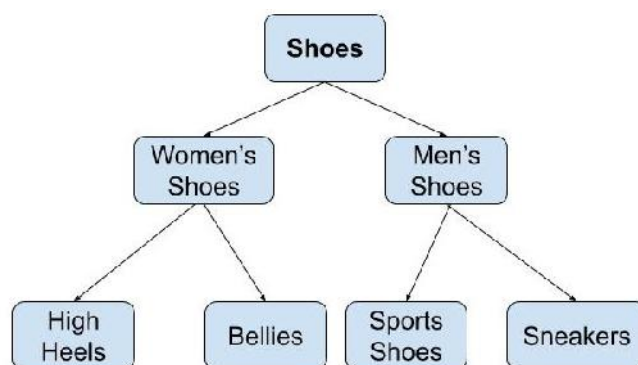 Shoes
Women's
Shoes
Men's
Shoes
High
Heels
Bellies
Sports
Shoes
Sneakers